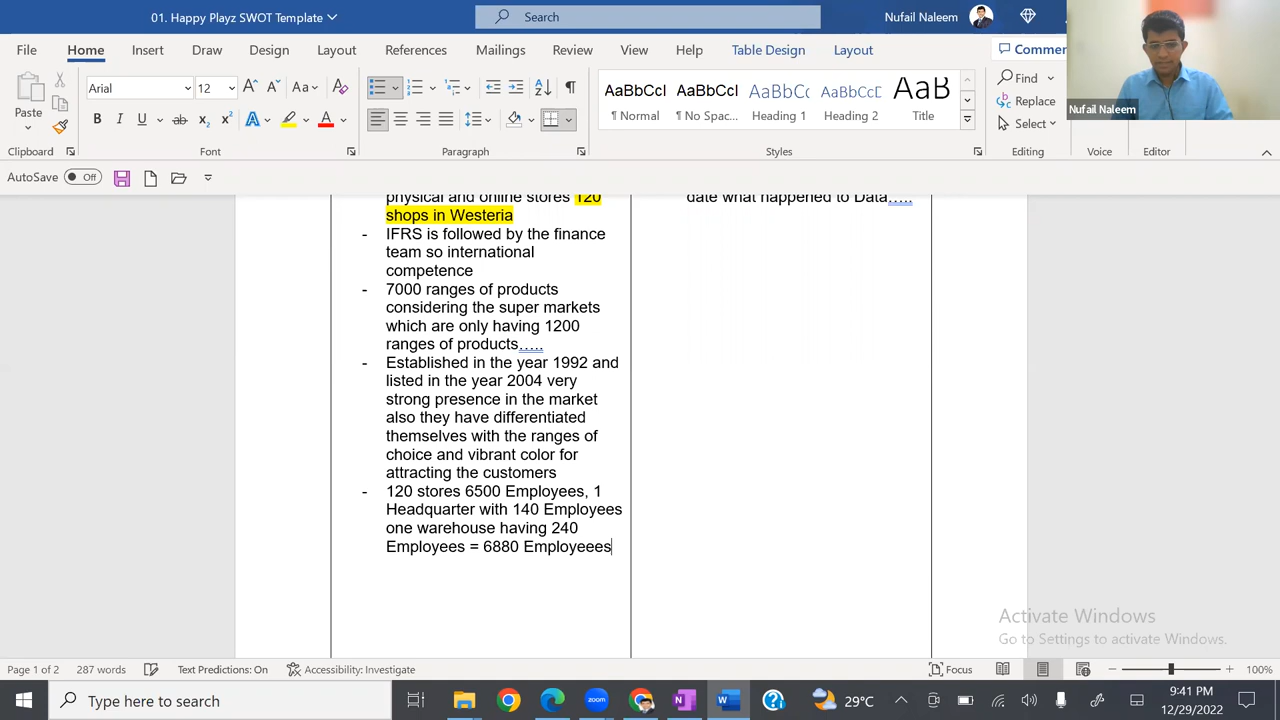 01. Happy Playz SWOT Template
Search
Nufail Naleem
File Home Insert Draw Design Layout References Mailings Review View Help Table Design Layout
Nufail Naleem
Paste
Arial 12
Aa
B I U ab x₂ x² A A
AaBbCcI AaBbCcI AaBbCc AaBbCcD AaB
¶ Normal ¶ No Spac... Heading 1 Heading 2 Title
Find
Replace
Select
Clipboard Font Paragraph Styles Editing Voice Editor
AutoSave Off
physical and online stores 120
shops in Westeria
- IFRS is followed by the finance
team so international
competence
- 7000 ranges of products
considering the super markets
which are only having 1200
ranges of products…..
- Established in the year 1992 and
listed in the year 2004 very
strong presence in the market
also they have differentiated
themselves with the ranges of
choice and vibrant color for
attracting the customers
- 120 stores 6500 Employees, 1
Headquarter with 140 Employees
one warehouse having 240
Employees = 6880 Employeees
date what happened to Data…..
Activate Windows
Go to Settings to activate Windows.
Page 1 of 2 287 words Text Predictions: On Accessibility: Investigate Focus 100%
Type here to search
zoom
29°C
9:41 PM
12/29/2022